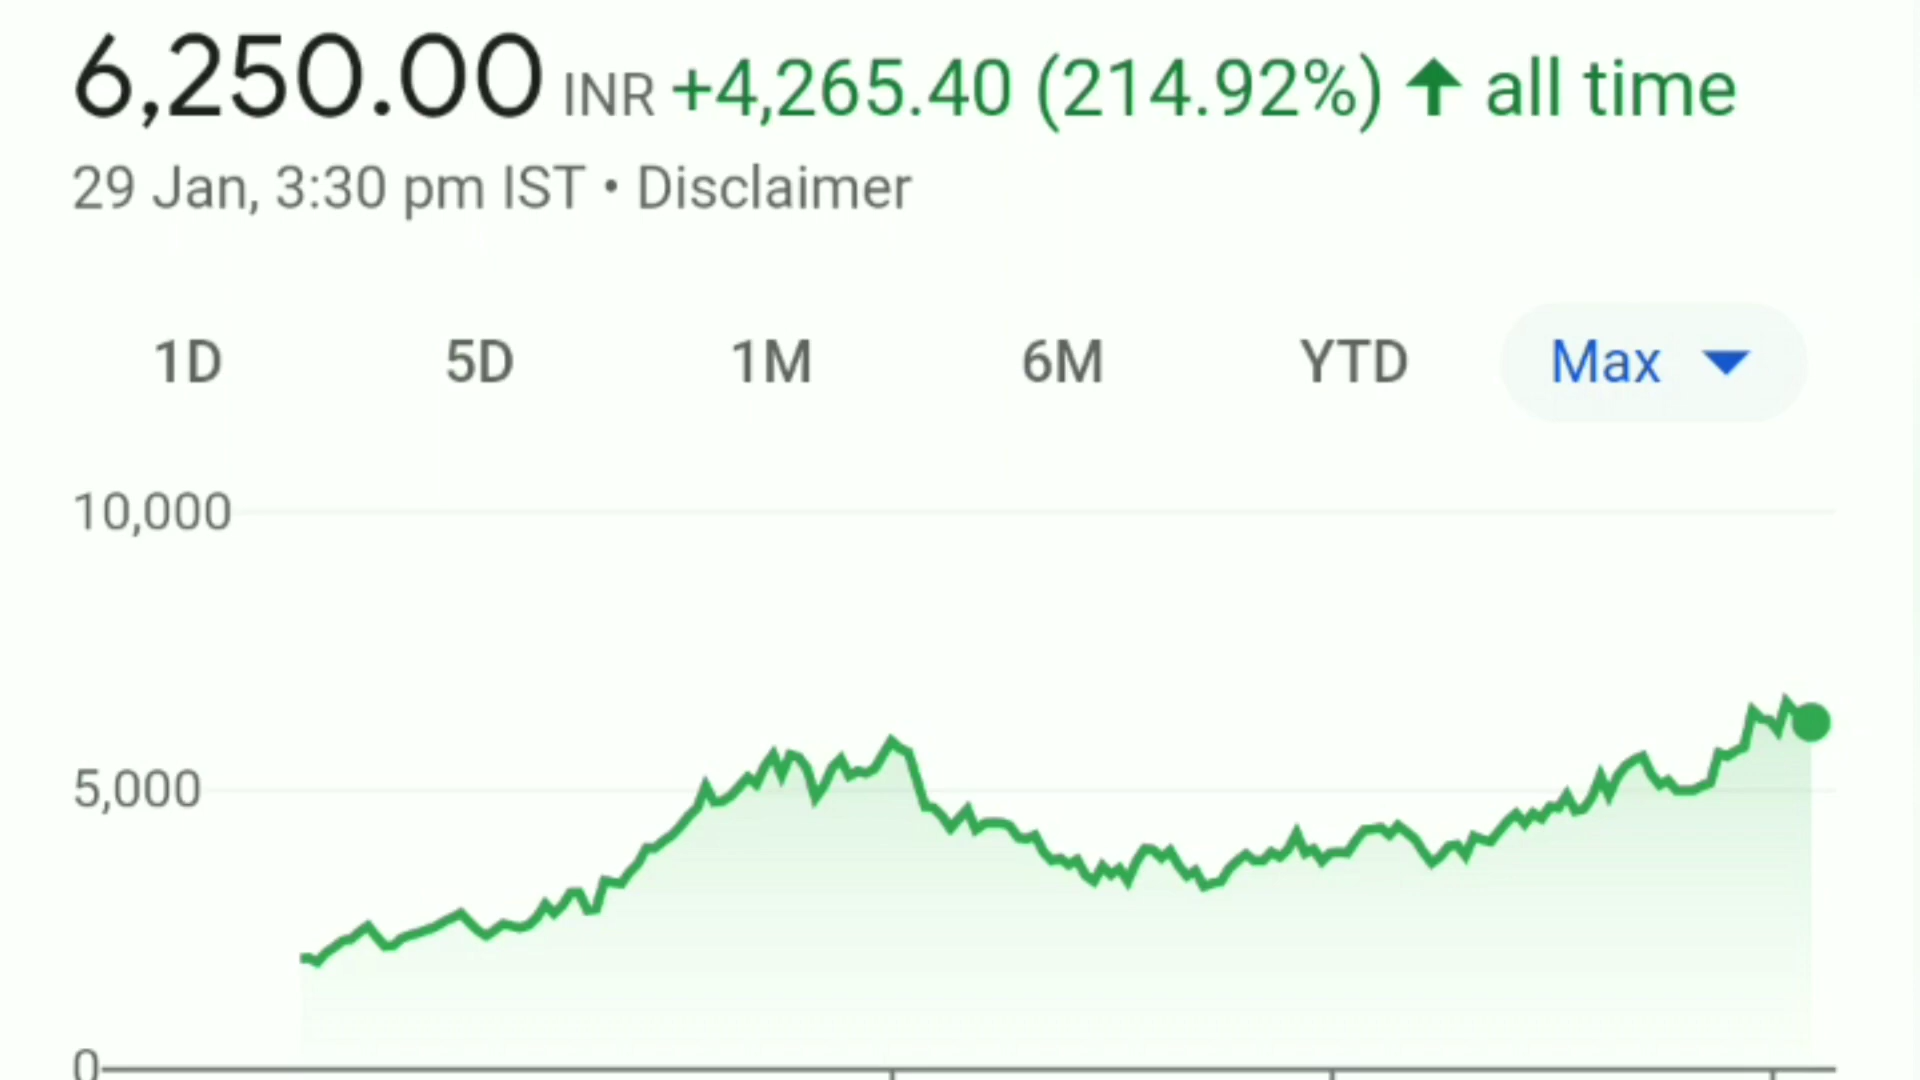 6,250.00 INR +4,265.40 (214.92%) ↑ all time
29 Jan, 3:30 pm IST • Disclaimer
1D 5D 1M 6M YTD Max
10,000
5,000
0